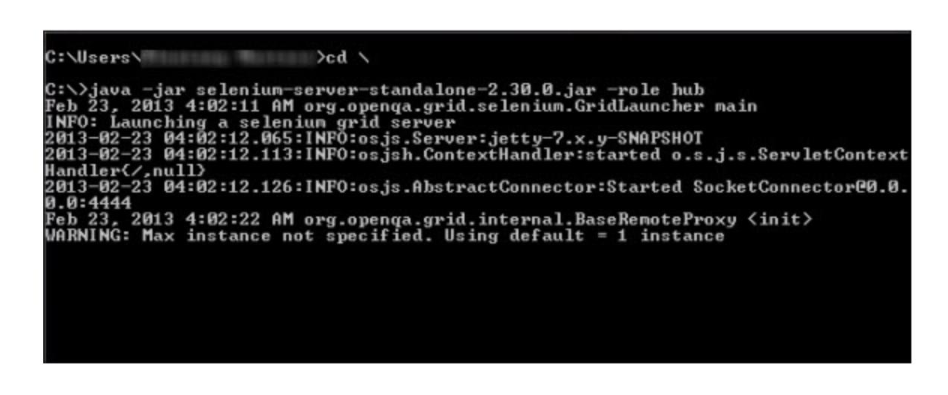 C:\Users\ >cd \
C:\>java -jar selenium-server-standalone-2.30.0.jar -role hub
Feb 23, 2013 4:02:11 AM org.openqa.grid.selenium.GridLauncher main
INFO: Launching a selenium grid server
2013-02-23 04:02:12.065:INFO:osjs.Server:jetty-7.x.y-SNAPSHOT
2013-02-23 04:02:12.113:INFO:osjsh.ContextHandler:started o.s.j.s.ServletContext
Handler{/,null}
2013-02-23 04:02:12.126:INFO:osjs.AbstractConnector:Started SocketConnector@0.0.
0.0:4444
Feb 23, 2013 4:02:22 AM org.openqa.grid.internal.BaseRemoteProxy <init>
WARNING: Max instance not specified. Using default = 1 instance